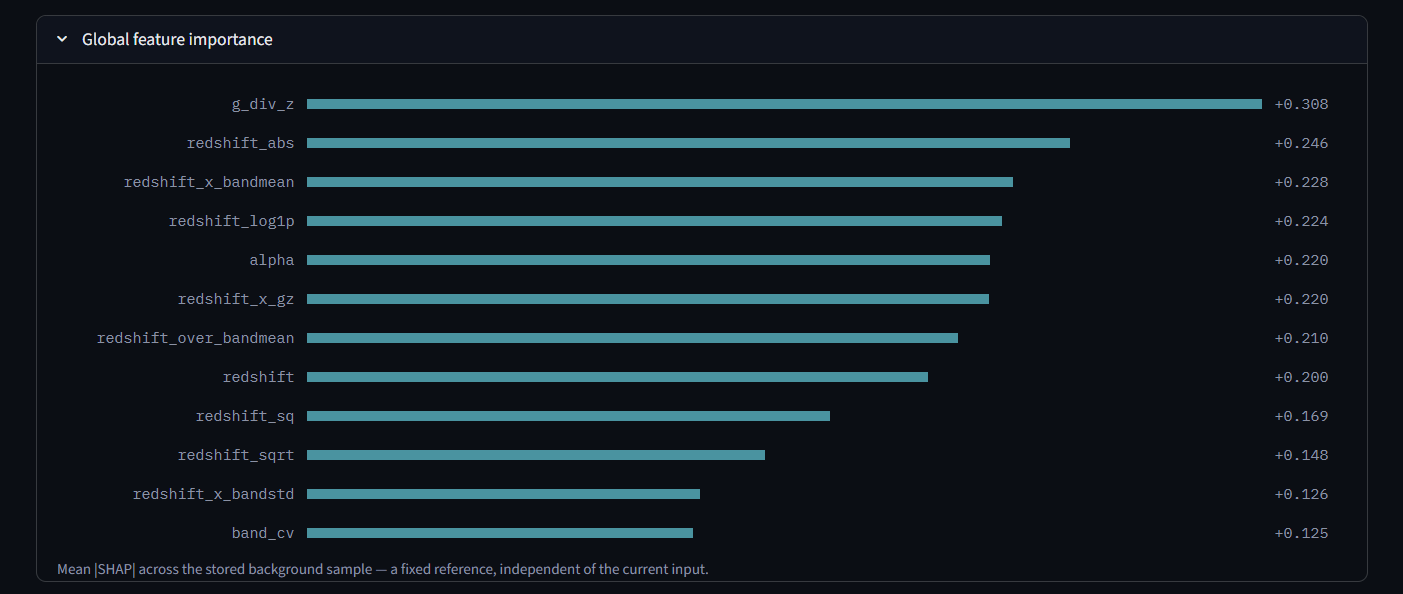 Global feature importance
g_div_z +0.308
redshift_abs +0.246
redshift_x_bandmean +0.228
redshift_log1p +0.224
alpha +0.220
redshift_x_gz +0.220
redshift_over_bandmean +0.210
redshift +0.200
redshift_sq +0.169
redshift_sqrt +0.148
redshift_x_bandstd +0.126
band_cv +0.125
Mean |SHAP| across the stored background sample — a fixed reference, independent of the current input.